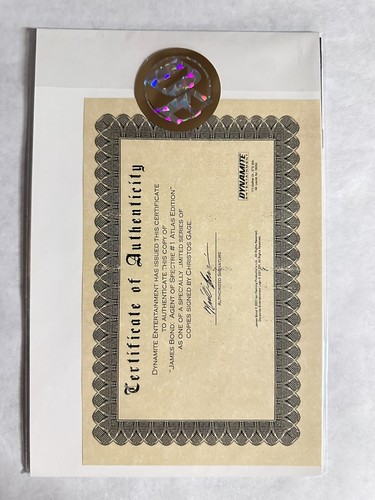 Certificate of Authenticity
DYNAMITE ENTERTAINMENT HAS ISSUED THIS CERTIFICATE
TO AUTHENTICATE THIS COPY OF
"JAMES BOND: AGENT OF SPECTRE #1 ATLAS EDITION"
AS ONE OF A SPECIALLY LIMITED SERIES OF
COPIES SIGNED BY CHRISTOS GAGE
AUTHORIZED SIGNATURE
DYNAMITE